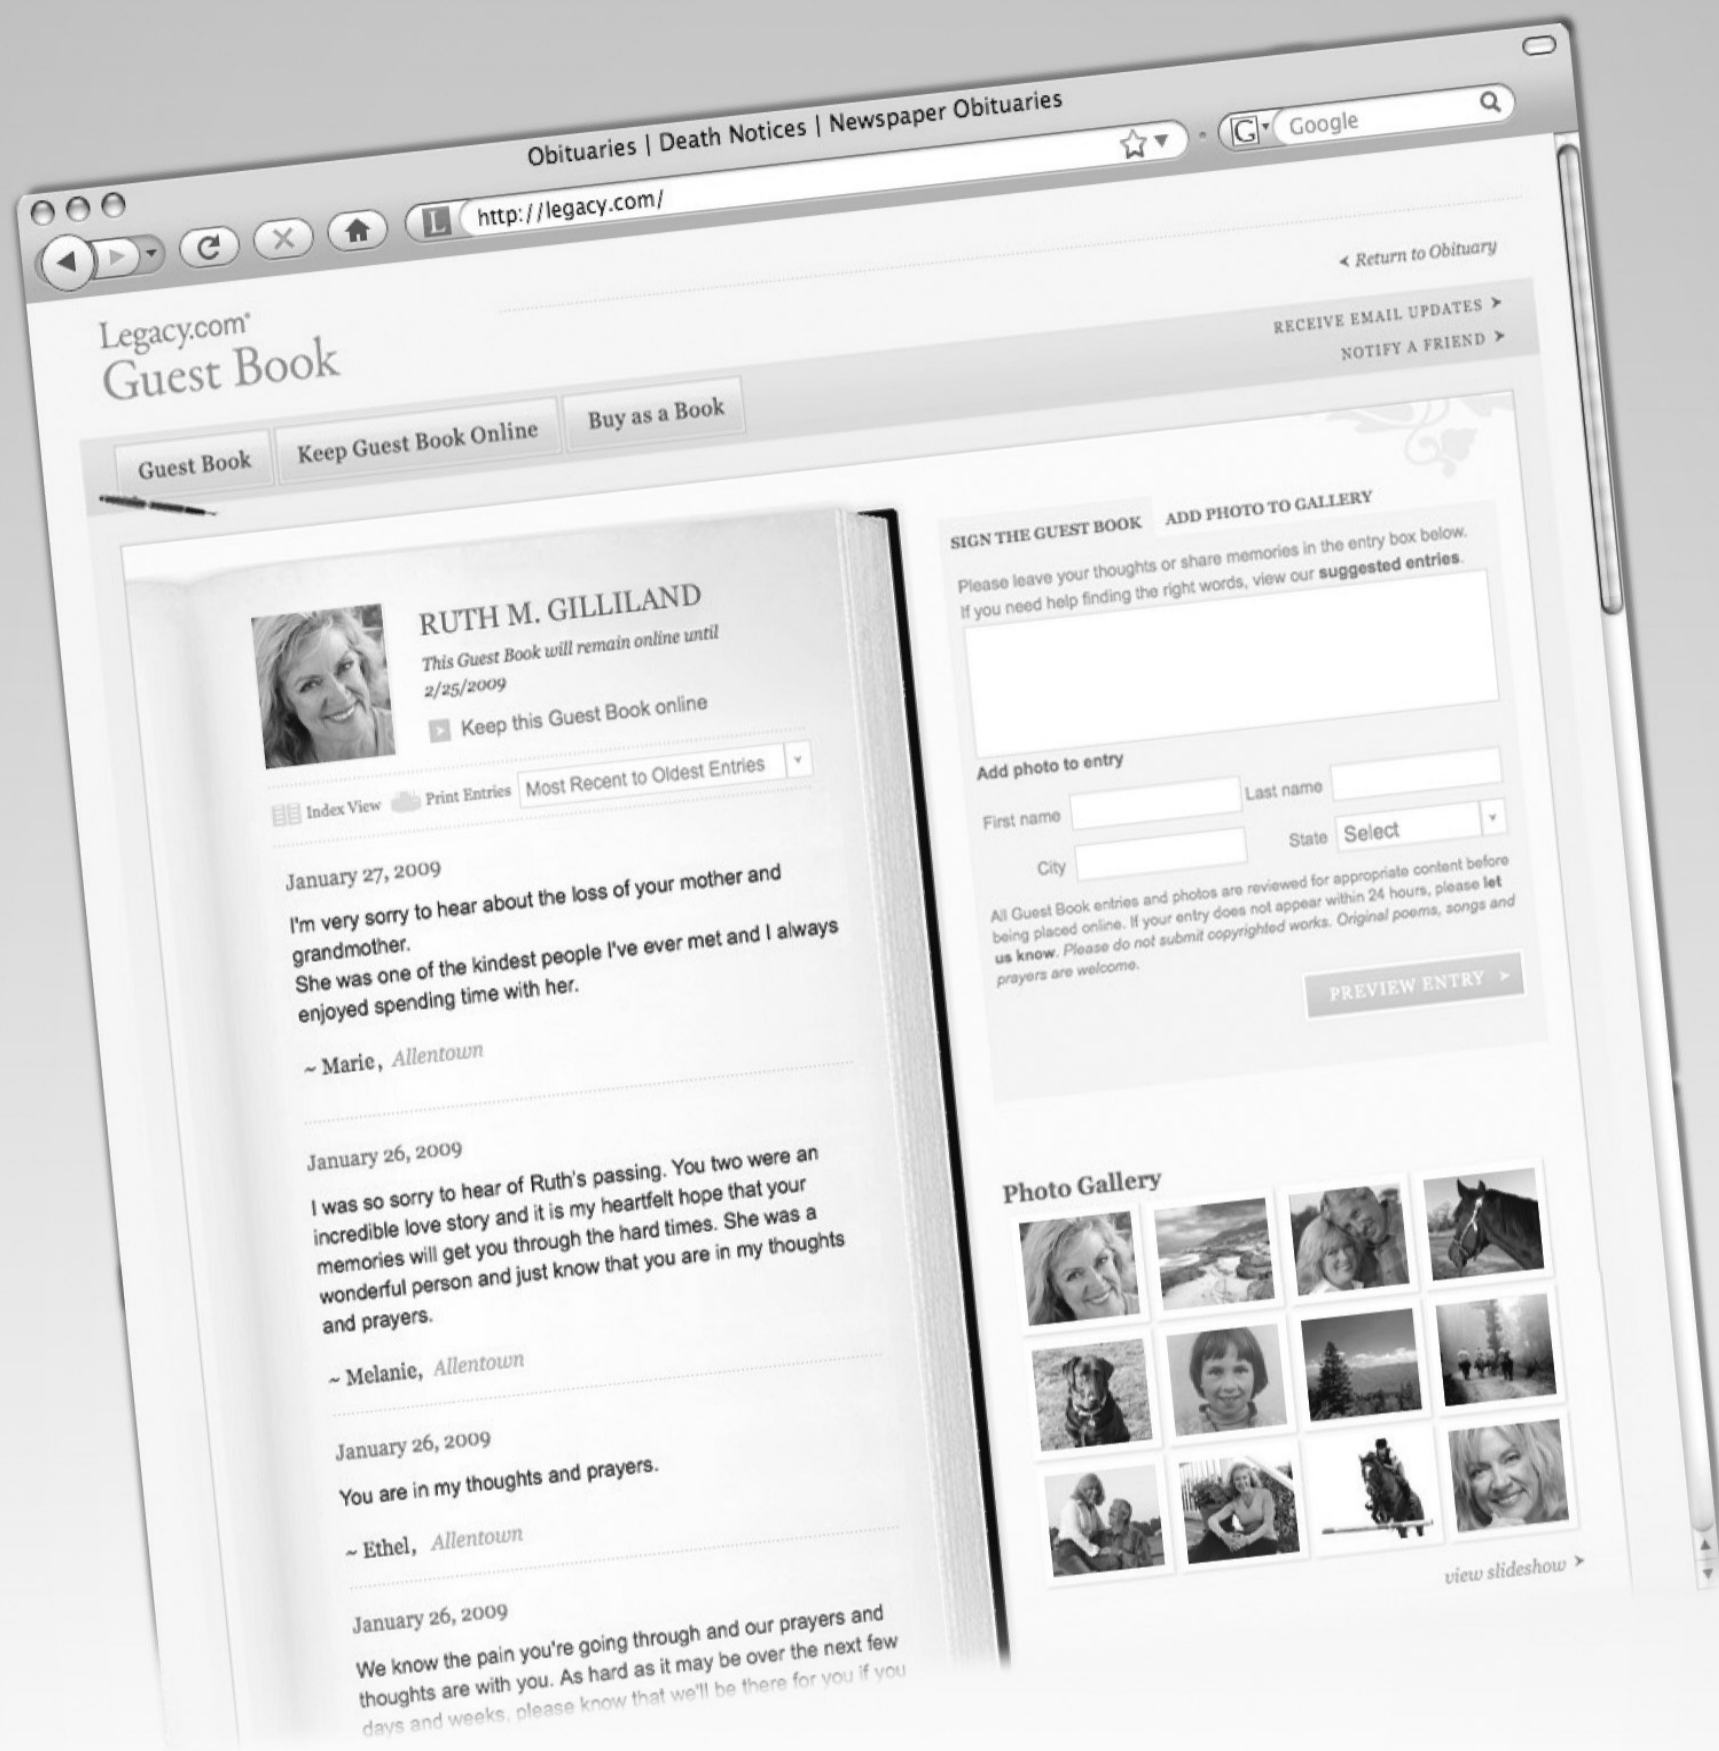 Obituaries | Death Notices | Newspaper Obituaries
http://legacy.com/
Google
Return to Obituary
Legacy.com®
Guest Book
RECEIVE EMAIL UPDATES
NOTIFY A FRIEND
Guest Book
Keep Guest Book Online
Buy as a Book
RUTH M. GILLILAND
This Guest Book will remain online until
2/25/2009
Keep this Guest Book online
Index View
Print Entries
Most Recent to Oldest Entries
January 27, 2009
I'm very sorry to hear about the loss of your mother and
grandmother.
She was one of the kindest people I've ever met and I always
enjoyed spending time with her.
~ Marie, Allentown
January 26, 2009
I was so sorry to hear of Ruth's passing. You two were an
incredible love story and it is my heartfelt hope that your
memories will get you through the hard times. She was a
wonderful person and just know that you are in my thoughts
and prayers.
~ Melanie, Allentown
January 26, 2009
You are in my thoughts and prayers.
~ Ethel, Allentown
January 26, 2009
We know the pain you're going through and our prayers and
thoughts are with you. As hard as it may be over the next few
days and weeks, please know that we'll be there for you if you
SIGN THE GUEST BOOK
ADD PHOTO TO GALLERY
Please leave your thoughts or share memories in the entry box below.
If you need help finding the right words, view our suggested entries.
Add photo to entry
First name
Last name
City
State
Select
All Guest Book entries and photos are reviewed for appropriate content before
being placed online. If your entry does not appear within 24 hours, please let
us know. Please do not submit copyrighted works. Original poems, songs and
prayers are welcome.
PREVIEW ENTRY
Photo Gallery
view slideshow